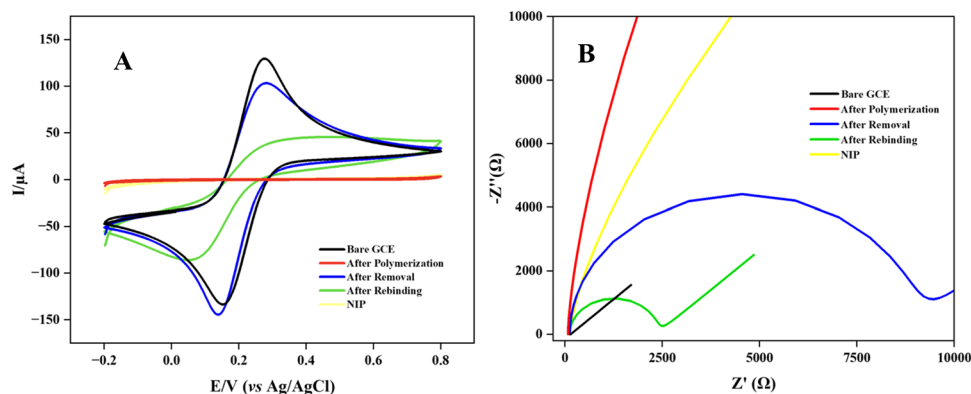 A
150
100
50
0
−50
−100
−150
I/µA
−0.2
0.0
0.2
0.4
0.6
0.8
E/V (vs Ag/AgCl)
Bare GCE
After Polymerization
After Removal
After Rebinding
NIP
B
10000
8000
6000
4000
2000
0
-Z''(Ω)
0
2500
5000
7500
10000
Z' (Ω)
Bare GCE
After Polymerization
After Removal
After Rebinding
NIP